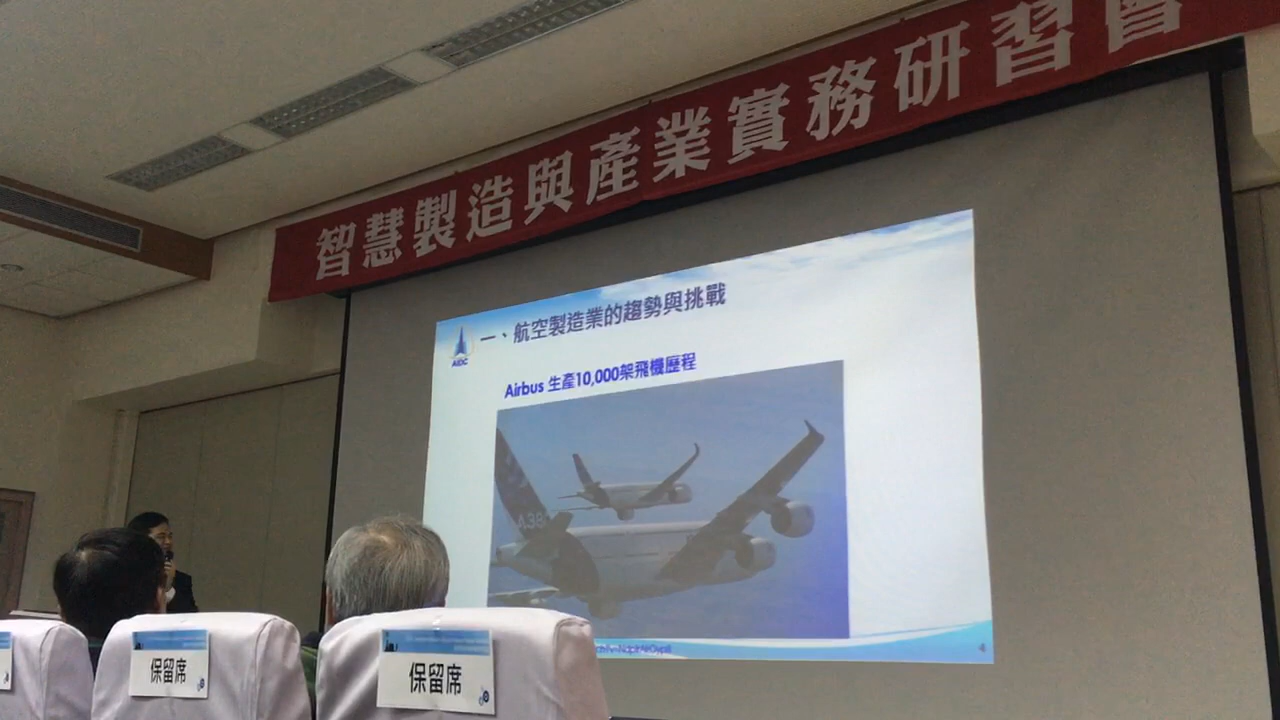 智慧製造與產業實務研習會
一、航空製造業的趨勢與挑戰
AIDC
Airbus 生產10,000架飛機歷程
A38
4
保留席
保留席